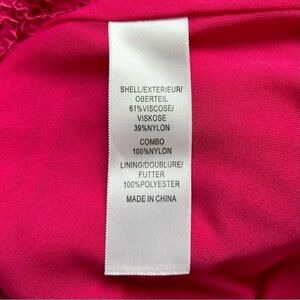 SHELL/EXTERIEUR/
OBERTEIL
61%VISCOSE/
VISKOSE
39%NYLON
COMBO
100%NYLON
LINING/DOUBLURE/
FUTTER
100%POLYESTER
MADE IN CHINA